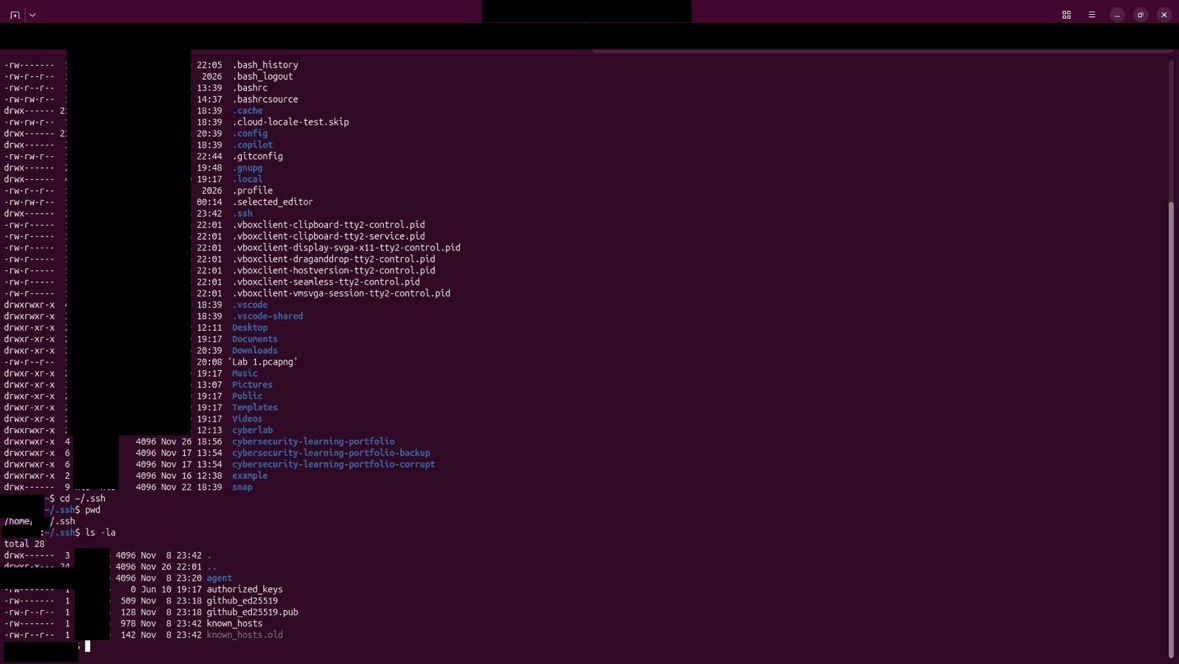 -rw------- 22:05 .bash_history
-rw-r--r-- 2026 .bash_logout
-rw-r--r-- 13:39 .bashrc
-rw-rw-r-- 14:37 .bashrcsource
drwx------ 18:39 .cache
-rw-rw-r-- 18:39 .cloud-locale-test.skip
drwx------ 20:39 .config
drwx------ 18:39 .copilot
-rw-rw-r-- 22:44 .gitconfig
drwx------ 19:48 .gnupg
drwx------ 19:17 .local
-rw-r--r-- 2026 .profile
-rw-rw-r-- 00:14 .selected_editor
drwx------ 23:42 .ssh
-rw-r----- 22:01 .vboxclient-clipboard-tty2-control.pid
-rw-r----- 22:01 .vboxclient-clipboard-tty2-service.pid
-rw-r----- 22:01 .vboxclient-display-svga-x11-tty2-control.pid
-rw-r----- 22:01 .vboxclient-draganddrop-tty2-control.pid
-rw-r----- 22:01 .vboxclient-hostversion-tty2-control.pid
-rw-r----- 22:01 .vboxclient-seamless-tty2-control.pid
-rw-r----- 22:01 .vboxclient-vmsvga-session-tty2-control.pid
drwxrwxr-x 18:39 .vscode
drwxrwxr-x 18:39 .vscode-shared
drwxr-xr-x 12:11 Desktop
drwxr-xr-x 19:17 Documents
drwxr-xr-x 20:39 Downloads
-rw-r--r-- 20:08 'Lab 1.pcapng'
drwxr-xr-x 19:17 Music
drwxr-xr-x 13:07 Pictures
drwxr-xr-x 19:17 Public
drwxr-xr-x 19:17 Templates
drwxr-xr-x 19:17 Videos
drwxrwxr-x 12:13 cyberlab
drwxrwxr-x 4 4096 Nov 26 18:56 cybersecurity-learning-portfolio
drwxrwxr-x 6 4096 Nov 17 13:54 cybersecurity-learning-portfolio-backup
drwxrwxr-x 6 4096 Nov 17 13:54 cybersecurity-learning-portfolio-corrupt
drwxrwxr-x 2 4096 Nov 16 12:38 example
drwx------ 9 4096 Nov 22 18:39 snap
~$ cd ~/.ssh
~/.ssh$ pwd
/home/ /.ssh
:~/.ssh$ ls -la
total 28
drwx------ 3 4096 Nov 8 23:42 .
drwxr-x--- 24 4096 Nov 26 22:01 ..
4096 Nov 8 23:20 agent
-rw------- 1 0 Jun 10 19:17 authorized_keys
-rw------- 1 509 Nov 8 23:18 github_ed25519
-rw-r--r-- 1 128 Nov 8 23:18 github_ed25519.pub
-rw------- 1 978 Nov 8 23:42 known_hosts
-rw-r--r-- 1 142 Nov 8 23:42 known_hosts.old
$